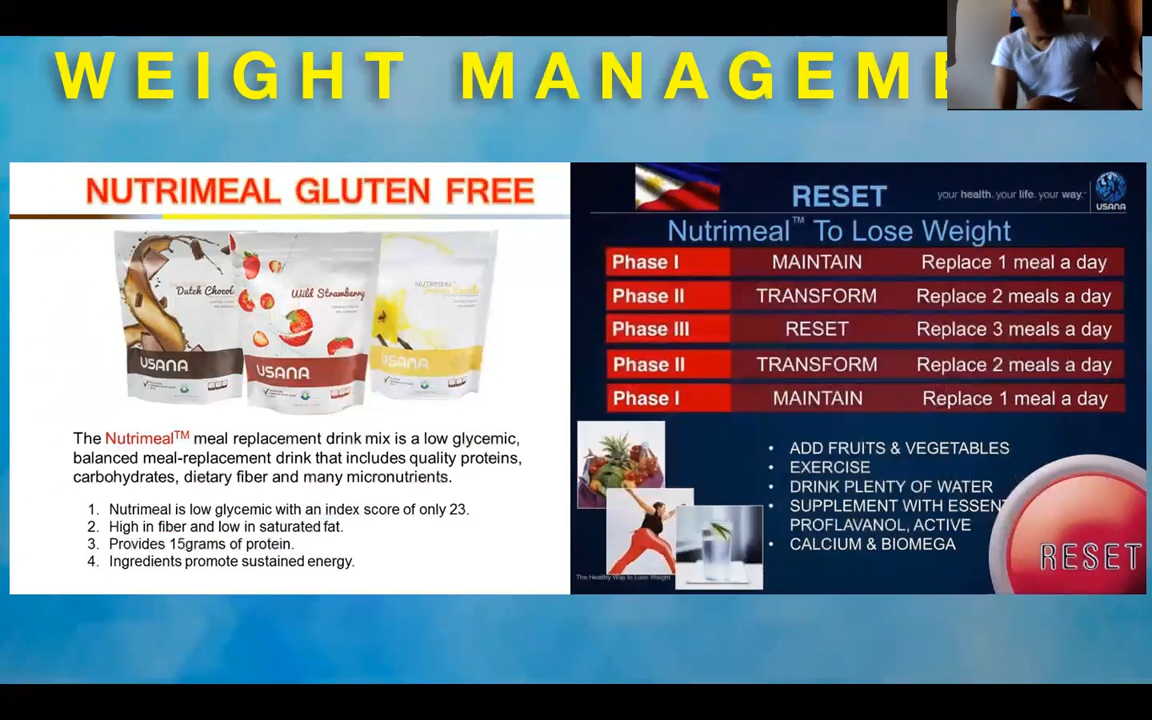 WEIGHT MANAGEME
NUTRIMEAL GLUTEN FREE
Dutch Chocol
USANA
Wild Strawberry
USANA
NUTRIMEAL
USANA
The Nutrimeal™ meal replacement drink mix is a low glycemic,
balanced meal-replacement drink that includes quality proteins,
carbohydrates, dietary fiber and many micronutrients.
1. Nutrimeal is low glycemic with an index score of only 23.
2. High in fiber and low in saturated fat.
3. Provides 15grams of protein.
4. Ingredients promote sustained energy.
RESET
your health. your life. your way.
USANA
Nutrimeal™ To Lose Weight
Phase I MAINTAIN Replace 1 meal a day
Phase II TRANSFORM Replace 2 meals a day
Phase III RESET Replace 3 meals a day
Phase II TRANSFORM Replace 2 meals a day
Phase I MAINTAIN Replace 1 meal a day
• ADD FRUITS & VEGETABLES
• EXERCISE
• DRINK PLENTY OF WATER
• SUPPLEMENT WITH ESSEN
PROFLAVANOL, ACTIVE
• CALCIUM & BIOMEGA
RESET
The Healthy Way to Lose Weight